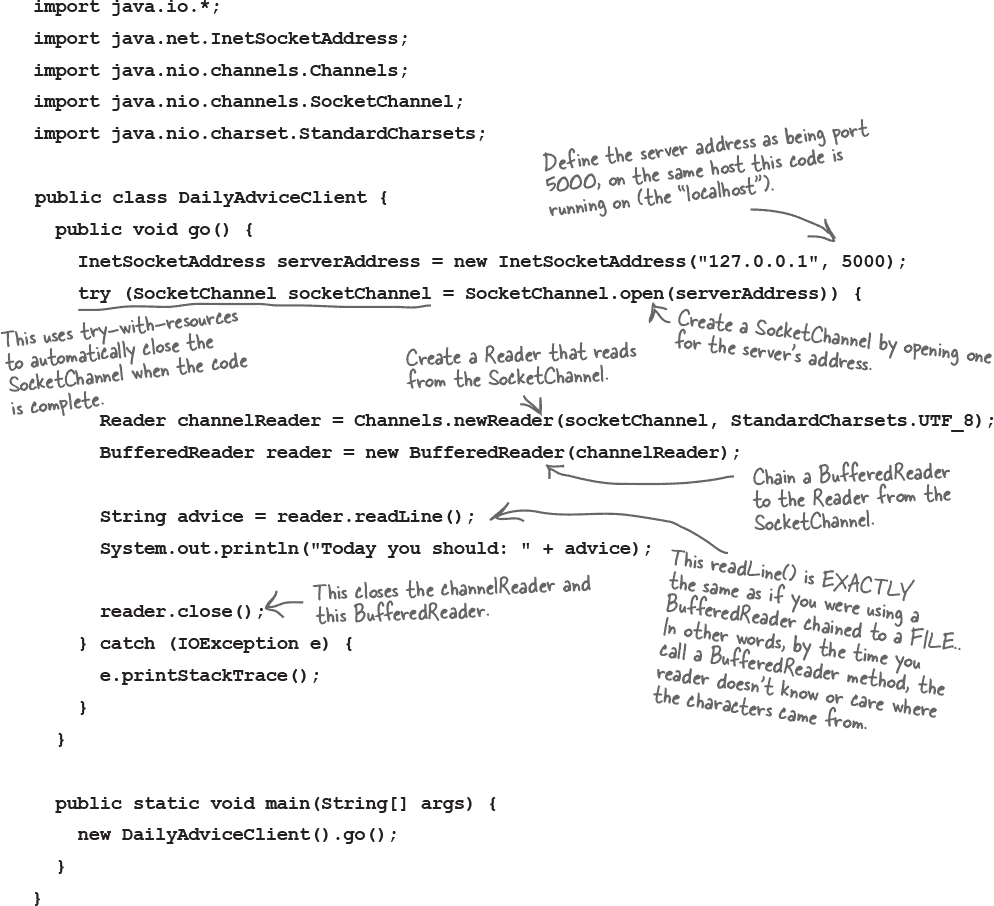 import java.io.*;
import java.net.InetSocketAddress;
import java.nio.channels.Channels;
import java.nio.channels.SocketChannel;
import java.nio.charset.StandardCharsets;
Define the server address as being port
5000, on the same host this code is
running on (the “localhost”).
public class DailyAdviceClient {
public void go() {
InetSocketAddress serverAddress = new InetSocketAddress("127.0.0.1", 5000);
try (SocketChannel socketChannel = SocketChannel.open(serverAddress)) {
This uses try-with-resources
to automatically close the
SocketChannel when the code
is complete.
Create a SocketChannel by opening one
for the server's address.
Create a Reader that reads
from the SocketChannel.
Reader channelReader = Channels.newReader(socketChannel, StandardCharsets.UTF_8);
BufferedReader reader = new BufferedReader(channelReader);
Chain a BufferedReader
to the Reader from the
SocketChannel.
String advice = reader.readLine();
System.out.println("Today you should: " + advice);
This readLine() is EXACTLY
the same as if you were using a
BufferedReader chained to a FILE..
In other words, by the time you
call a BufferedReader method, the
reader doesn't know or care where
the characters came from.
reader.close();
This closes the channelReader and
this BufferedReader.
} catch (IOException e) {
e.printStackTrace();
}
}
public static void main(String[] args) {
new DailyAdviceClient().go();
}
}